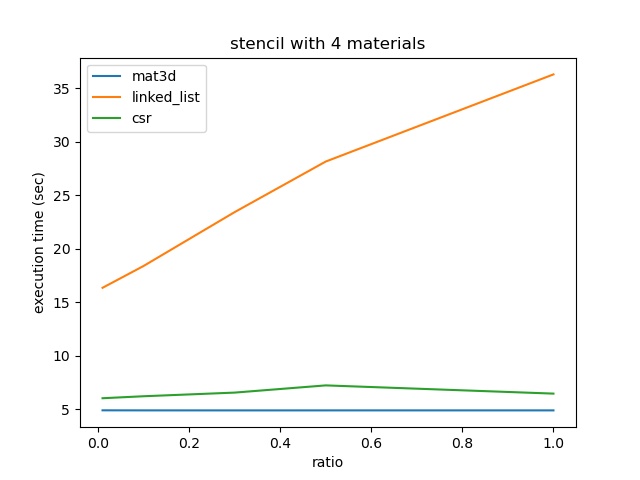 stencil with 4 materials
mat3d
linked_list
csr
execution time (sec)
35
30
25
20
15
10
5
0.0 0.2 0.4 0.6 0.8 1.0
ratio